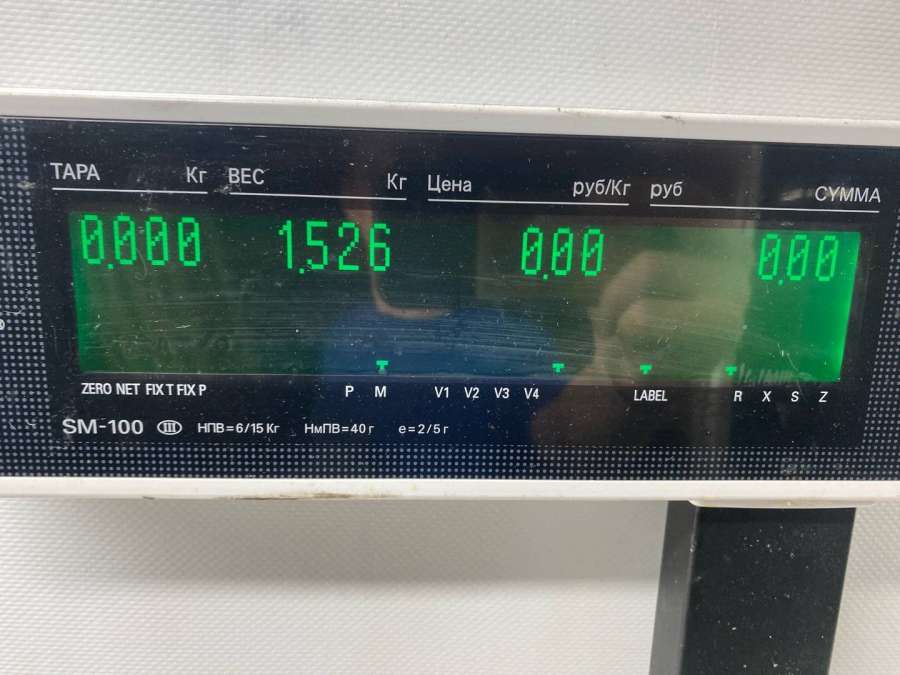 ТАРА Кг ВЕС Кг Цена руб/Кг руб СУММА
0.000 1.526 0.00 0.00
ZERO NET FIX T FIX P P M V1 V2 V3 V4 LABEL R X S Z
SM-100 III НПВ=6/15 Кг НмПВ=40 г e=2/5 г